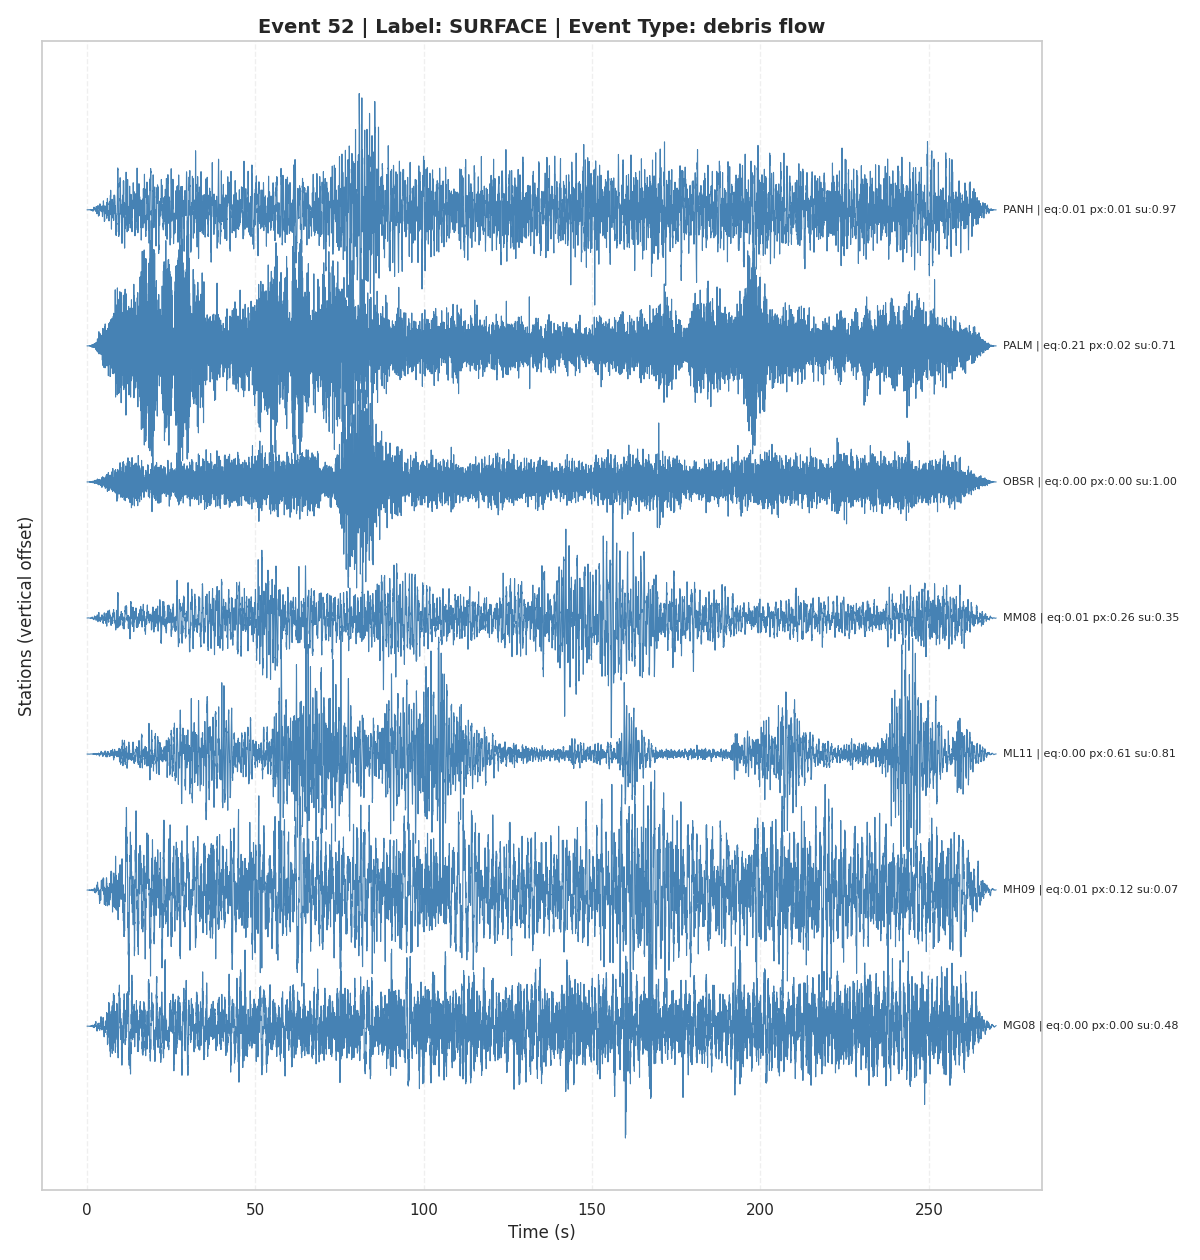 Event 52 | Label: SURFACE | Event Type: debris flow
Stations (vertical offset)
PANH | eq:0.01 px:0.01 su:0.97
PALM | eq:0.21 px:0.02 su:0.71
OBSR | eq:0.00 px:0.00 su:1.00
MM08 | eq:0.01 px:0.26 su:0.35
ML11 | eq:0.00 px:0.61 su:0.81
MH09 | eq:0.01 px:0.12 su:0.07
MG08 | eq:0.00 px:0.00 su:0.48
0 50 100 150 200 250
Time (s)